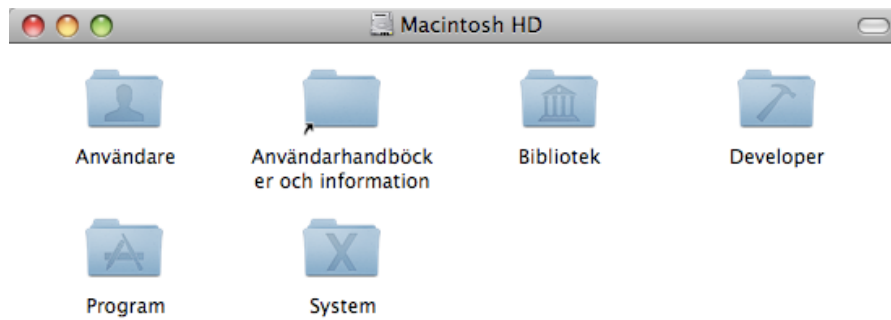 Macintosh HD
Användare
Användarhandböck
er och information
Bibliotek
Developer
Program
System